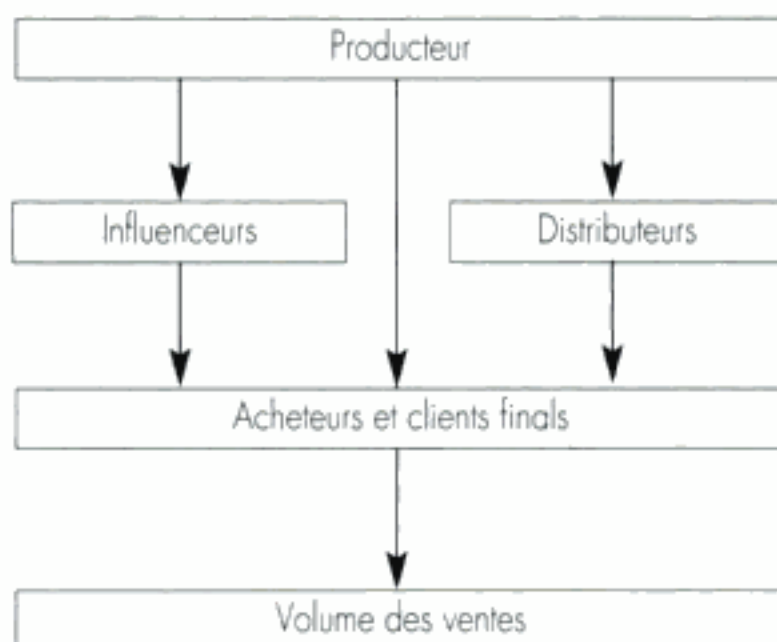 Producteur
Influenceurs
Distributeurs
Acheteurs et clients finals
Volume des ventes